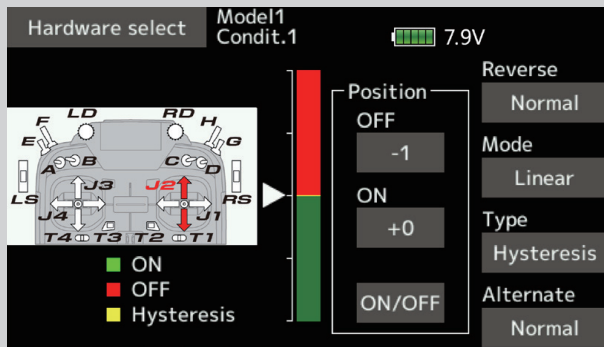 Hardware select
Model1
Condit.1
7.9V
LD
RD
F
H
E
G
A
B
C
D
J3
J2
LS
RS
J4
J1
T4
T3
T2
T1
ON
OFF
Hysteresis
Position
OFF
-1
ON
+0
ON/OFF
Reverse
Normal
Mode
Linear
Type
Hysteresis
Alternate
Normal